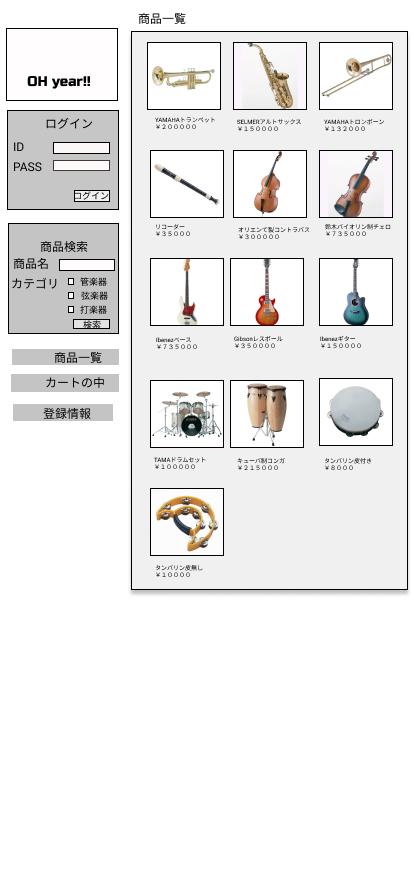 商品一覧
OH year!!
ログイン
ID
PASS
ログイン
商品検索
商品名
カテゴリ
管楽器
弦楽器
打楽器
検索
商品一覧
カートの中
登録情報
YAMAHAトランペット
￥２０００００
SELMERアルトサックス
￥１５００００
YAMAHAトロンボーン
￥１３２０００
リコーダー
￥３５０００
オリエンて製コントラバス
￥３０００００
鈴木バイオリン制チェロ
￥７３５０００
Ibenezベース
￥７３５０００
Gibsonレスポール
￥３５００００
Ibenezギター
￥１５００００
TAMAドラムセット
￥１０００００
キューバ制コンガ
￥２１５０００
タンバリン皮付き
￥８０００
タンバリン皮無し
￥１００００